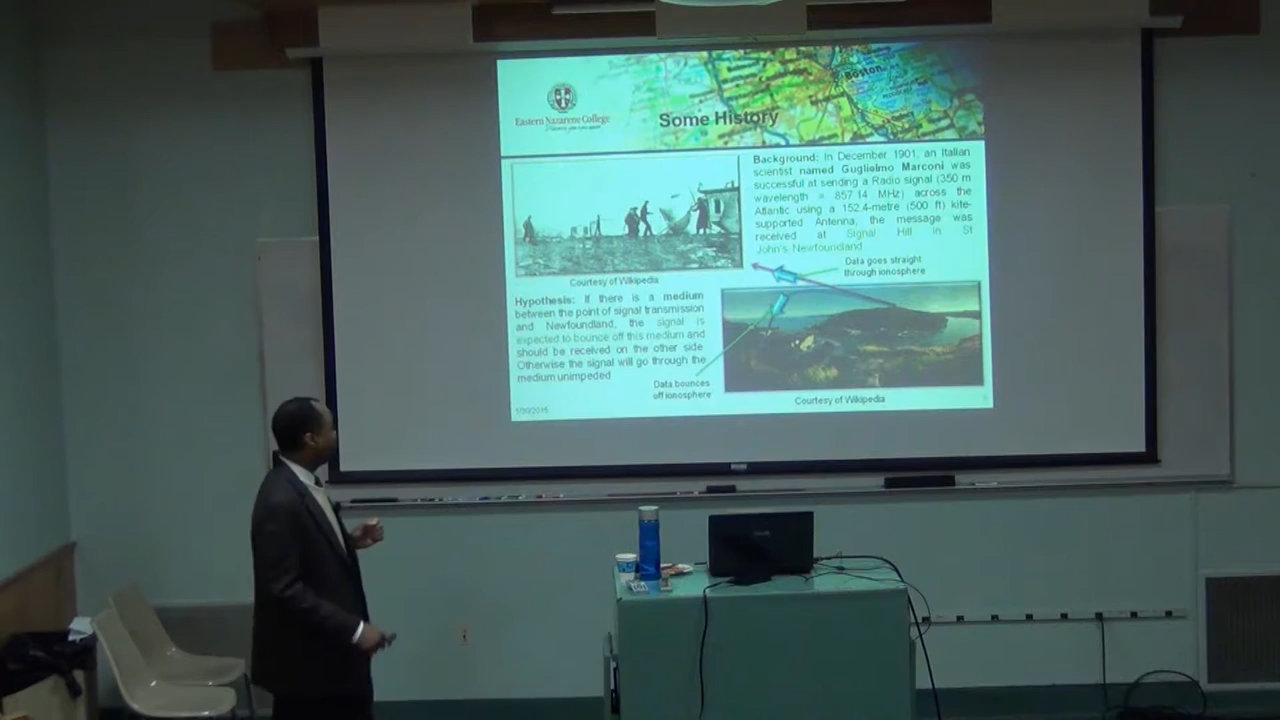 Eastern Nazarene College
Some History
Boston
Background: In December 1901, an Italian
scientist named Guglielmo Marconi was
successful at sending a Radio signal (350 m
wavelength = 857.14 MHz) across the
Atlantic using a 152.4-metre (500 ft) kite-
supported Antenna, the message was
received at Signal Hill in St
John's-Newfoundland
Courtesy of Wikipedia
Data goes straight
through ionosphere
Hypothesis: if there is a medium
between the point of signal transmission
and Newfoundland, the signal is
expected to bounce off this medium and
should be received on the other side.
Otherwise the signal will go through the
medium unimpeded
Data bounces
off ionosphere
Courtesy of Wikipedia